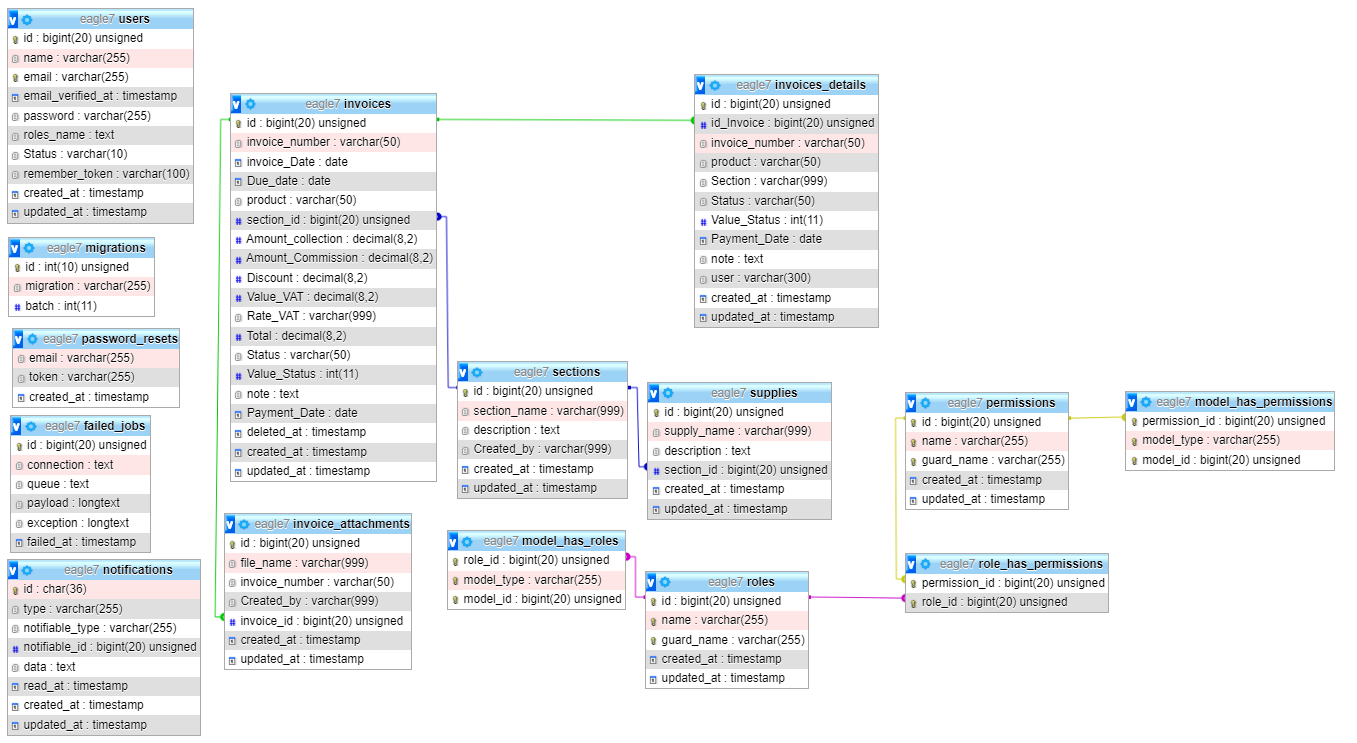 eagle7 users
id : bigint(20) unsigned
name : varchar(255)
email : varchar(255)
email_verified_at : timestamp
password : varchar(255)
roles_name : text
Status : varchar(10)
remember_token : varchar(100)
created_at : timestamp
updated_at : timestamp
eagle7 migrations
id : int(10) unsigned
migration : varchar(255)
batch : int(11)
eagle7 password_resets
email : varchar(255)
token : varchar(255)
created_at : timestamp
eagle7 failed_jobs
id : bigint(20) unsigned
connection : text
queue : text
payload : longtext
exception : longtext
failed_at : timestamp
eagle7 notifications
id : char(36)
type : varchar(255)
notifiable_type : varchar(255)
notifiable_id : bigint(20) unsigned
data : text
read_at : timestamp
created_at : timestamp
updated_at : timestamp
eagle7 invoices
id : bigint(20) unsigned
invoice_number : varchar(50)
invoice_Date : date
Due_date : date
product : varchar(50)
section_id : bigint(20) unsigned
Amount_collection : decimal(8,2)
Amount_Commission : decimal(8,2)
Discount : decimal(8,2)
Value_VAT : decimal(8,2)
Rate_VAT : varchar(999)
Total : decimal(8,2)
Status : varchar(50)
Value_Status : int(11)
note : text
Payment_Date : date
deleted_at : timestamp
created_at : timestamp
updated_at : timestamp
eagle7 invoice_attachments
id : bigint(20) unsigned
file_name : varchar(999)
invoice_number : varchar(50)
Created_by : varchar(999)
invoice_id : bigint(20) unsigned
created_at : timestamp
updated_at : timestamp
eagle7 sections
id : bigint(20) unsigned
section_name : varchar(999)
description : text
Created_by : varchar(999)
created_at : timestamp
updated_at : timestamp
eagle7 model_has_roles
role_id : bigint(20) unsigned
model_type : varchar(255)
model_id : bigint(20) unsigned
eagle7 invoices_details
id : bigint(20) unsigned
id_Invoice : bigint(20) unsigned
invoice_number : varchar(50)
product : varchar(50)
Section : varchar(999)
Status : varchar(50)
Value_Status : int(11)
Payment_Date : date
note : text
user : varchar(300)
created_at : timestamp
updated_at : timestamp
eagle7 supplies
id : bigint(20) unsigned
supply_name : varchar(999)
description : text
section_id : bigint(20) unsigned
created_at : timestamp
updated_at : timestamp
eagle7 roles
id : bigint(20) unsigned
name : varchar(255)
guard_name : varchar(255)
created_at : timestamp
updated_at : timestamp
eagle7 permissions
id : bigint(20) unsigned
name : varchar(255)
guard_name : varchar(255)
created_at : timestamp
updated_at : timestamp
eagle7 role_has_permissions
permission_id : bigint(20) unsigned
role_id : bigint(20) unsigned
eagle7 model_has_permissions
permission_id : bigint(20) unsigned
model_type : varchar(255)
model_id : bigint(20) unsigned